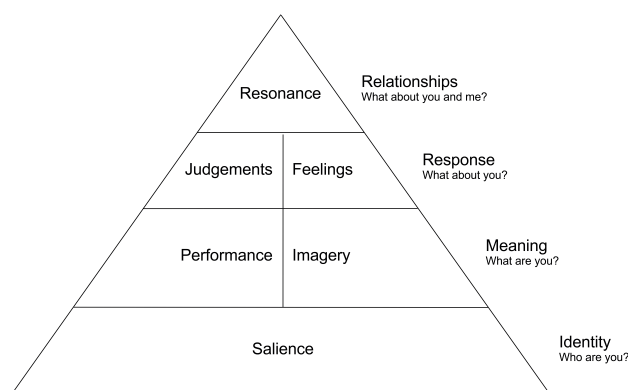 Resonance
Relationships
What about you and me?
Judgements
Feelings
Response
What about you?
Performance
Imagery
Meaning
What are you?
Salience
Identity
Who are you?